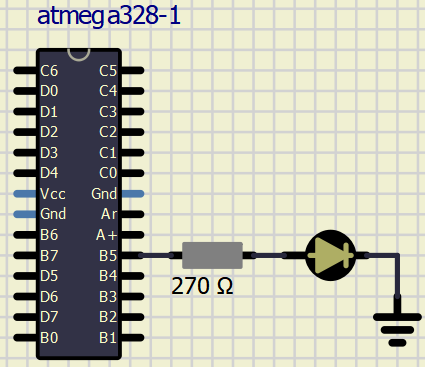 atmega328-1
C6 C5
D0 C4
D1 C3
D2 C2
D3 C1
D4 C0
Vcc Gnd
Gnd Ar
B6 A+
B7 B5
D5 B4
D6 B3
D7 B2
B0 B1
270 Ω